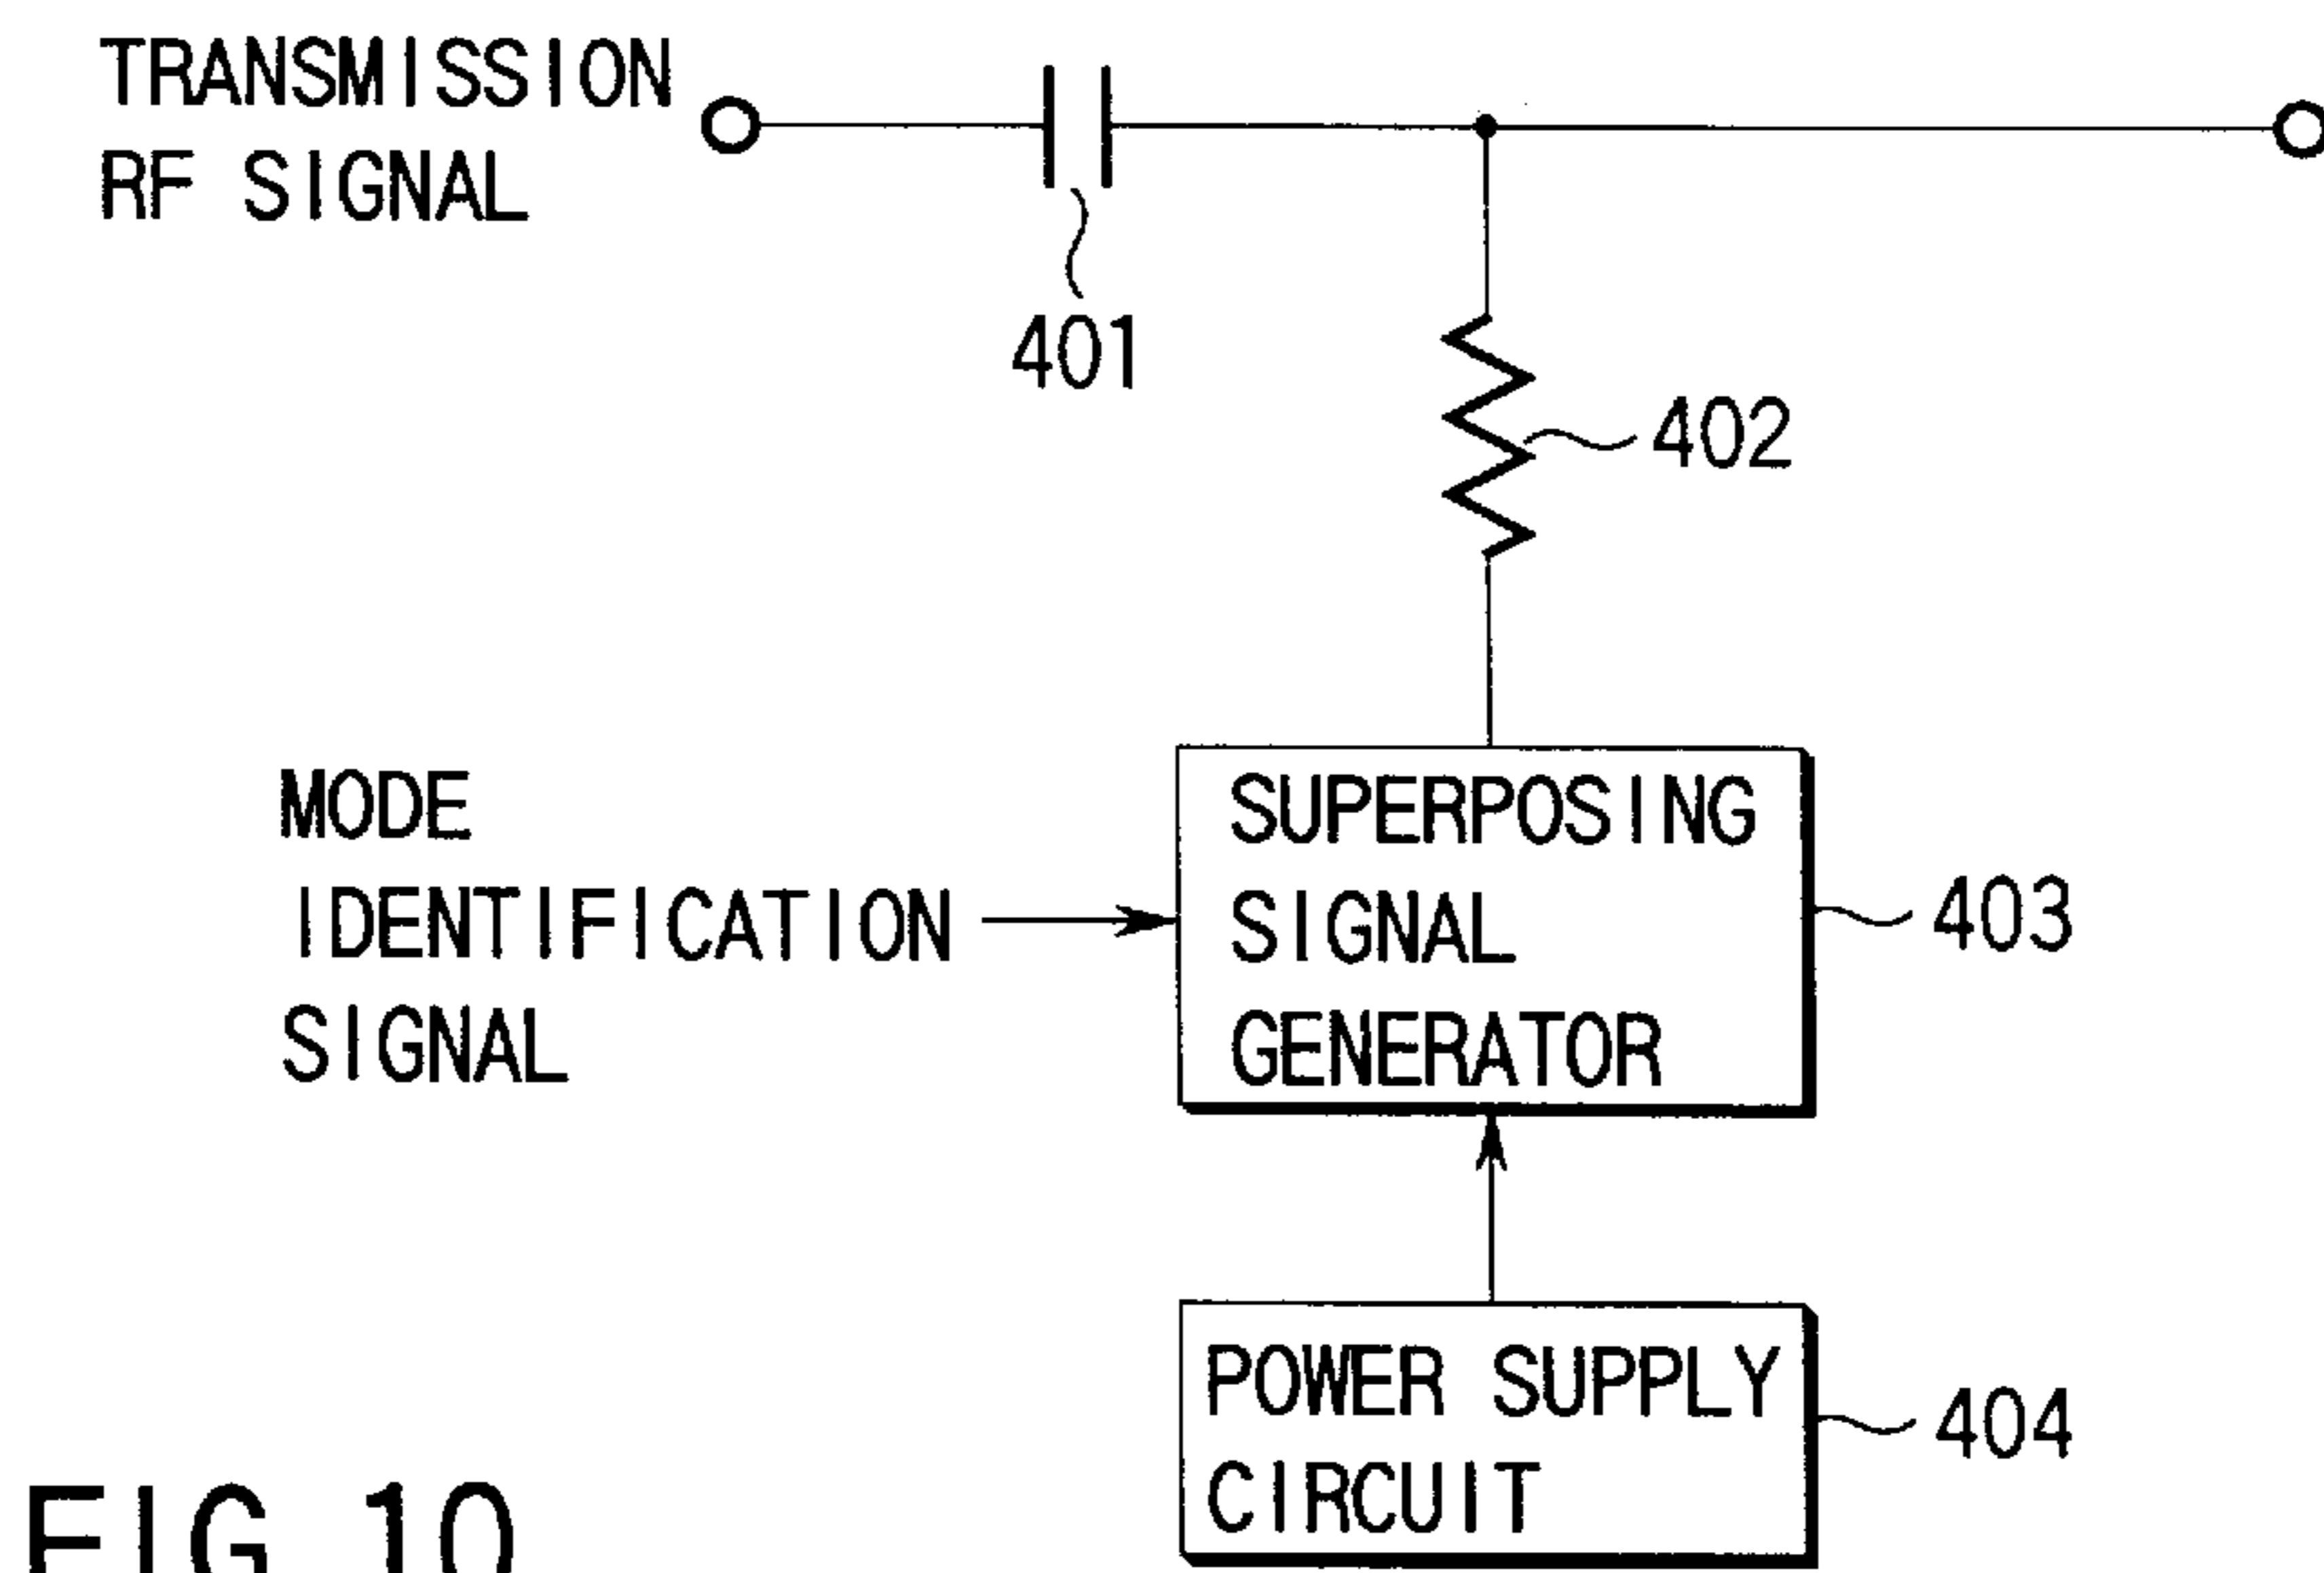 TRANSMISSION
RF SIGNAL
401
402
MODE
IDENTIFICATION
SIGNAL
SUPERPOSING
SIGNAL
GENERATOR
403
POWER SUPPLY
CIRCUIT
404
FIG 10